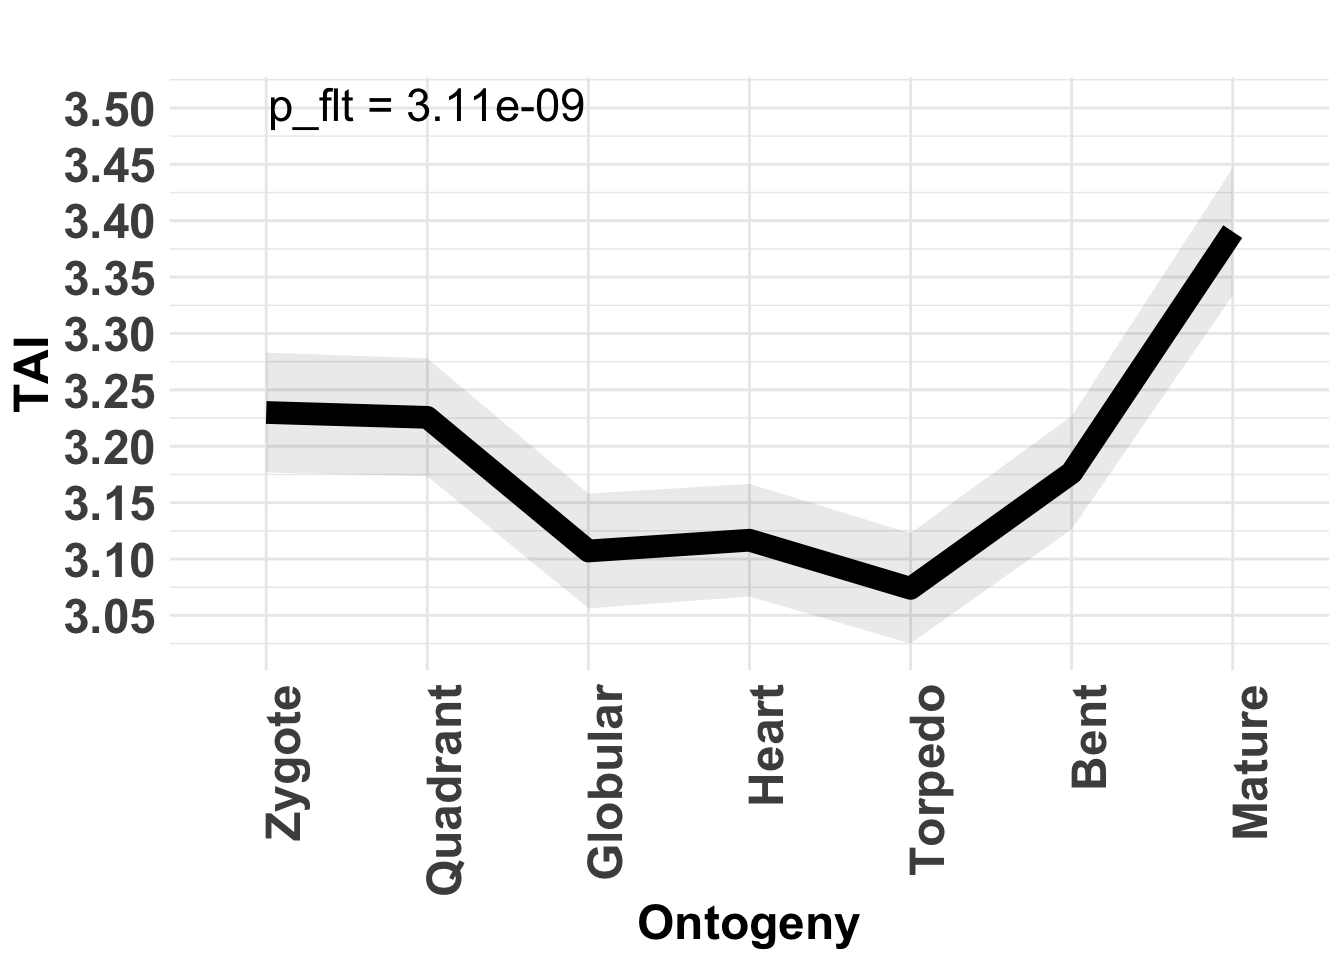 p_flt = 3.11e-09
TAI
3.50
3.45
3.40
3.35
3.30
3.25
3.20
3.15
3.10
3.05
Zygote
Quadrant
Globular
Heart
Torpedo
Bent
Mature
Ontogeny